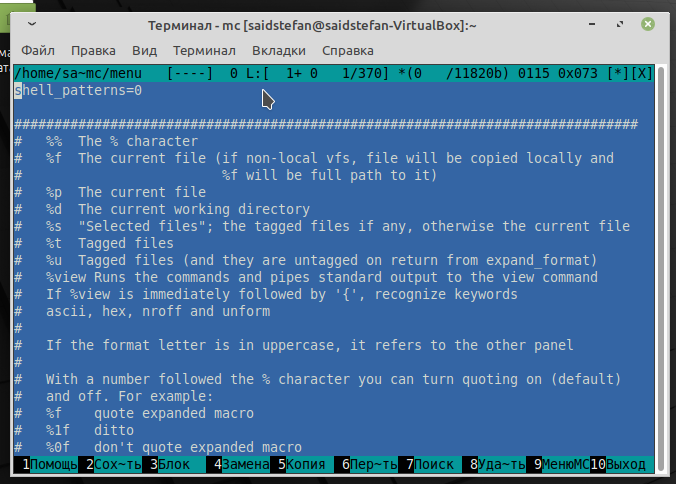 Терминал - mc [saidstefan@saidstefan-VirtualBox]:~
Файл Правка Вид Терминал Вкладки Справка
/home/sa~mc/menu [----] 0 L:[ 1+ 0 1/370] *(0 /11820b) 0115 0x073 [*][X]
shell_patterns=0
##############################################################################
# %% The % character
# %f The current file (if non-local vfs, file will be copied locally and
# %f will be full path to it)
# %p The current file
# %d The current working directory
# %s "Selected files"; the tagged files if any, otherwise the current file
# %t Tagged files
# %u Tagged files (and they are untagged on return from expand_format)
# %view Runs the commands and pipes standard output to the view command
# If %view is immediately followed by '{', recognize keywords
# ascii, hex, nroff and unform
#
# If the format letter is in uppercase, it refers to the other panel
#
# With a number followed the % character you can turn quoting on (default)
# and off. For example:
# %f quote expanded macro
# %1f ditto
# %0f don't quote expanded macro
1Помощь 2Сох~ть 3Блок 4Замена 5Копия 6Пер~ть 7Поиск 8Уда~ть 9МенюMC 10Выход